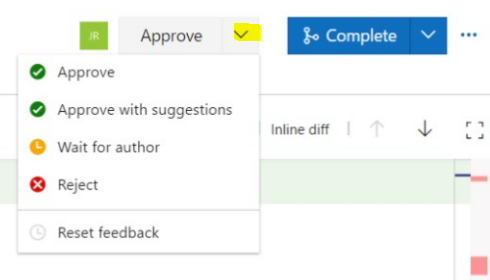 JR Approve Complete
Approve
Approve with suggestions
Inline diff
Wait for author
Reject
Reset feedback